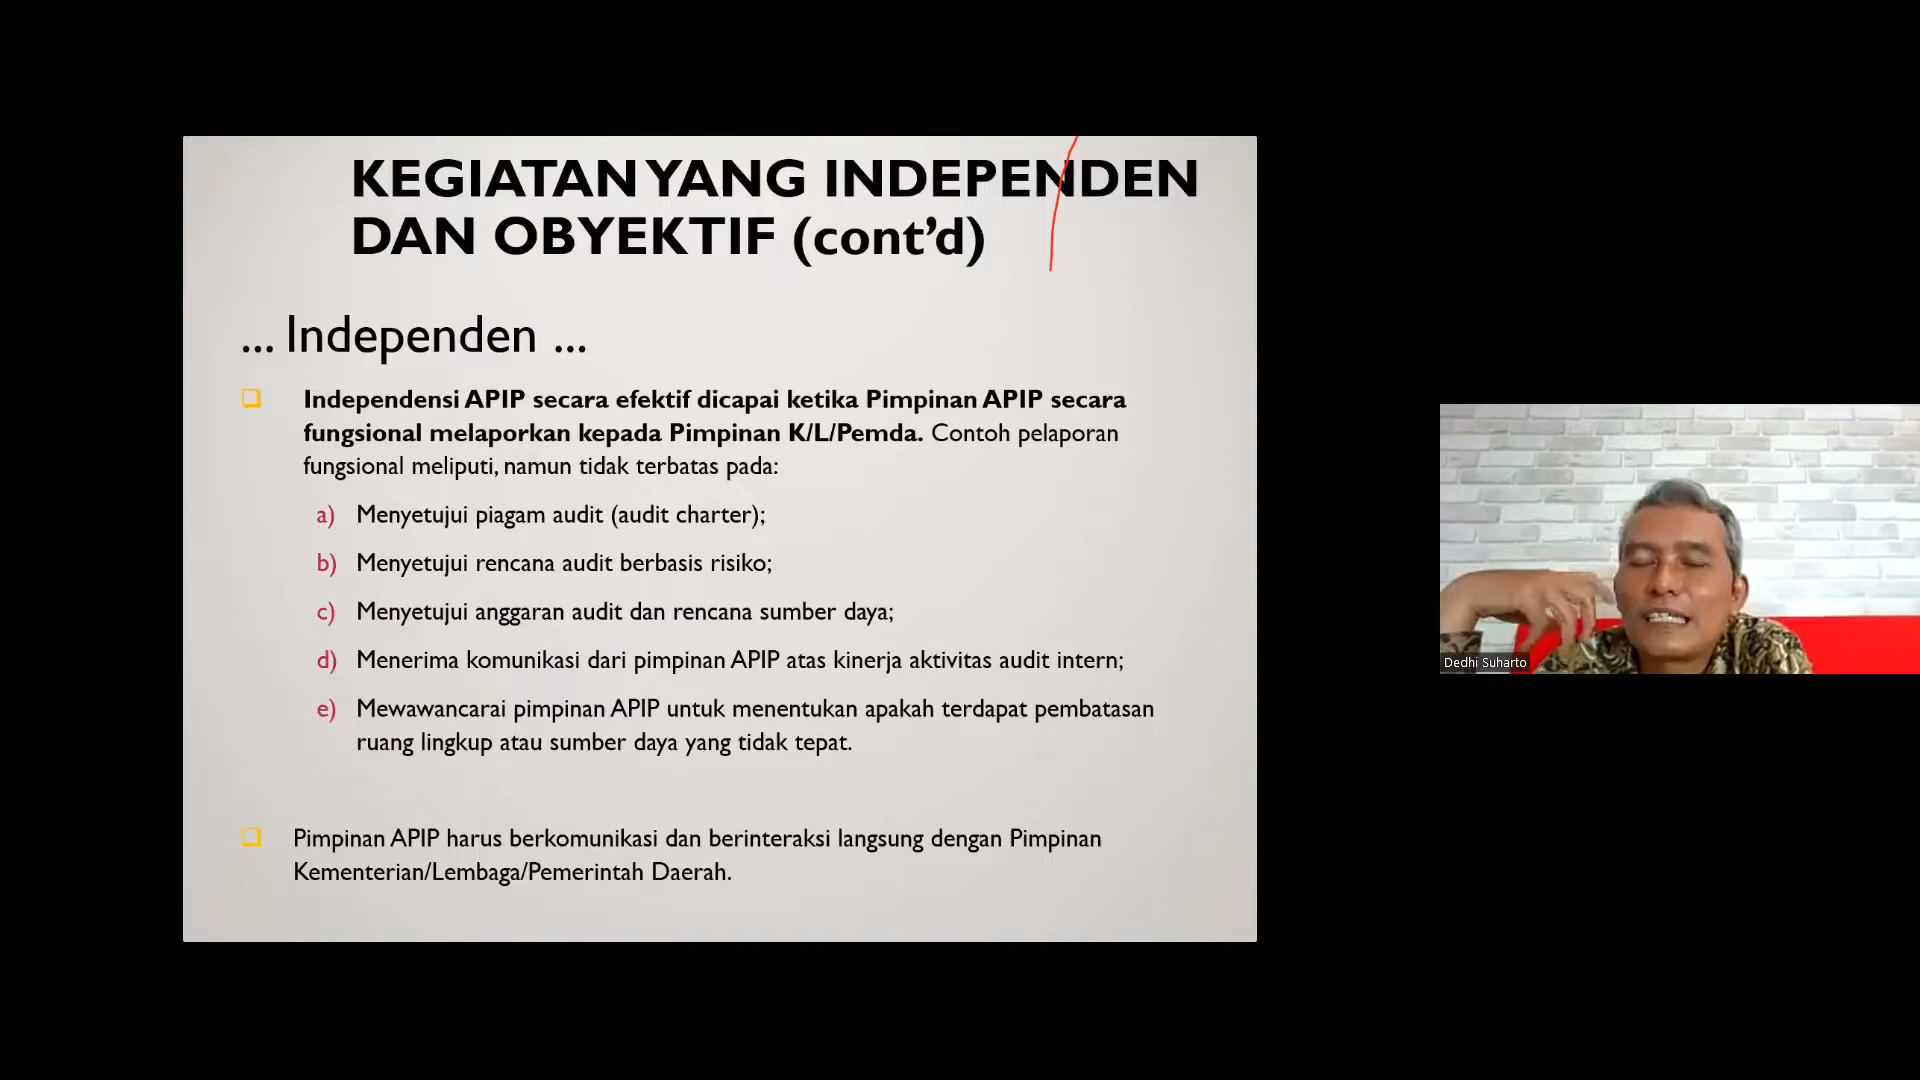 KEGIATAN YANG INDEPENDEN
DAN OBYEKTIF (cont’d)
... Independen ...
Independensi APIP secara efektif dicapai ketika Pimpinan APIP secara
fungsional melaporkan kepada Pimpinan K/L/Pemda. Contoh pelaporan
fungsional meliputi, namun tidak terbatas pada:
a) Menyetujui piagam audit (audit charter);
b) Menyetujui rencana audit berbasis risiko;
c) Menyetujui anggaran audit dan rencana sumber daya;
d) Menerima komunikasi dari pimpinan APIP atas kinerja aktivitas audit intern;
e) Mewawancarai pimpinan APIP untuk menentukan apakah terdapat pembatasan
ruang lingkup atau sumber daya yang tidak tepat.
Pimpinan APIP harus berkomunikasi dan berinteraksi langsung dengan Pimpinan
Kementerian/Lembaga/Pemerintah Daerah.
Dedhi Suharto